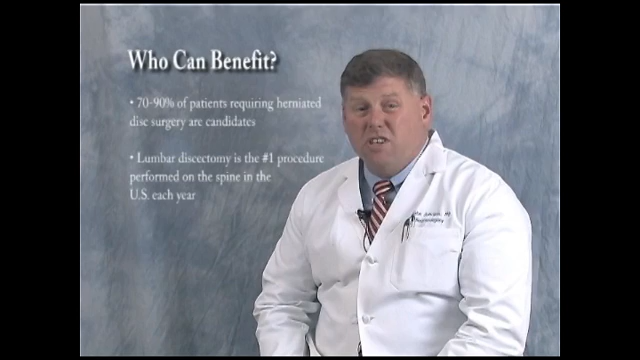 Who Can Benefit?
• 70-90% of patients requiring herniated
disc surgery are candidates
• Lumbar discectomy is the #1 procedure
performed on the spine in the
U.S. each year